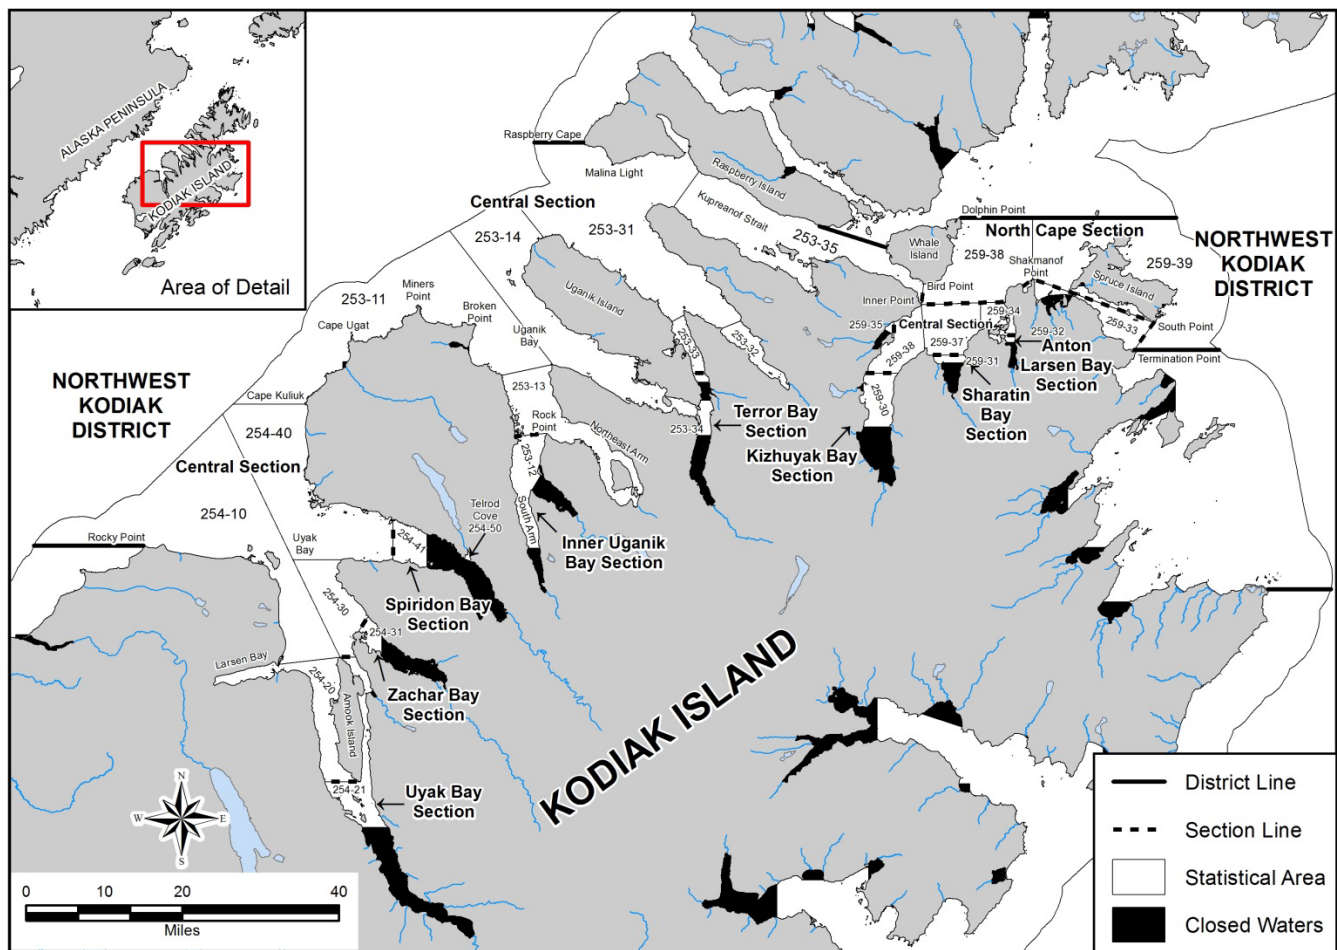 ALASKA PENINSULA
KODIAK ISLAND
Area of Detail
Raspberry Cape
Malina Light
Raspberry Island
Kupreanof Strait
253-35
Central Section
253-14
253-31
Dolphin Point
North Cape Section
Whale
Island
259-38
Shakmanof
Point
259-39
NORTHWEST
KODIAK
DISTRICT
Spruce Island
Bird Point
Inner Point
259-34
259-33
South Point
259-35
Central Section
259-32
259-38
259-37
259-31
Termination Point
Anton
Larsen Bay
Section
253-11
Miners
Point
Broken
Point
Cape Ugat
Uganik
Bay
Uganik Island
253-33
253-32
NORTHWEST
KODIAK
DISTRICT
Cape Kuliuk
253-13
Rock
Point
Northeast Arm
253-34
Terror Bay
Section
259-30
Sharatin
Bay
Section
Kizhuyak Bay
Section
254-40
Central Section
253-12
South Arm
254-10
Telrod
Cove
254-50
Rocky Point
Uyak
Bay
254-41
Inner Uganik
Bay Section
Spiridon Bay
Section
254-30
254-31
Larsen Bay
254-20
Amook Island
Zachar Bay
Section
KODIAK ISLAND
254-21
Uyak Bay
Section
N
W
E
S
0
10
20
40
Miles
District Line
Section Line
Statistical Area
Closed Waters